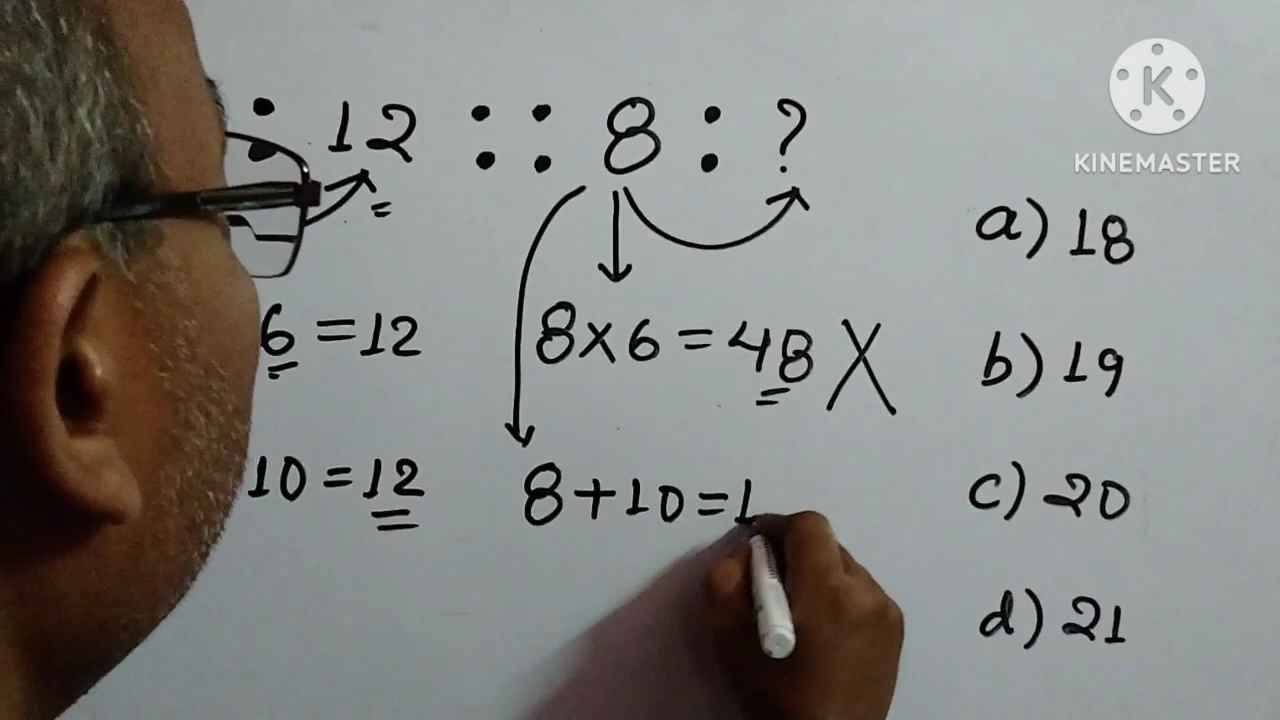 : 12 :: 8 : ?
6 = 12
8×6 = 48 X
10 = 12
8+10=1
a) 18
b) 19
c) 20
d) 21
K
KINEMASTER